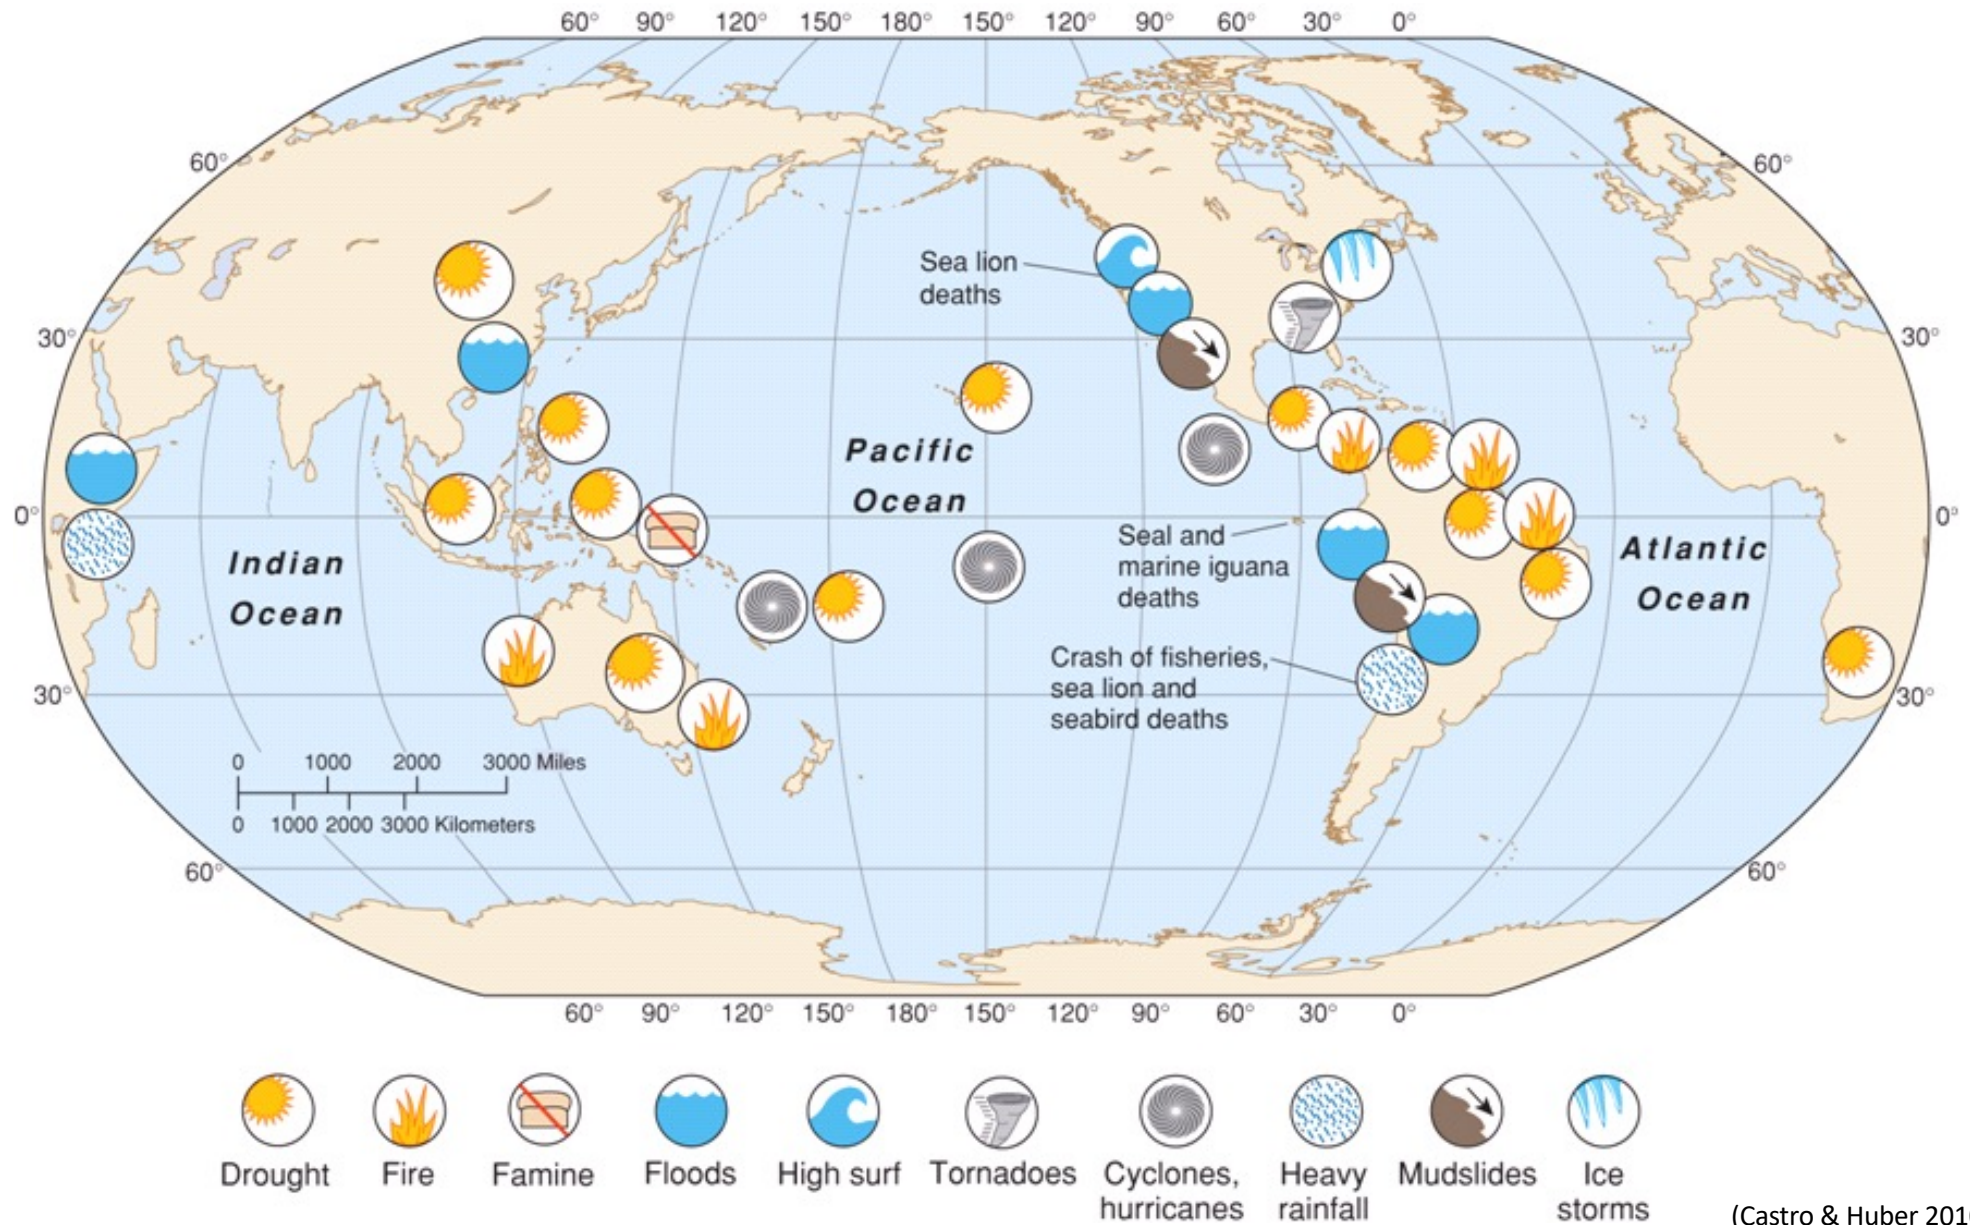 60° 90° 120° 150° 180° 150° 120° 90° 60° 30° 0°
60° 60°
Sea lion
deaths
30° 30°
Pacific
Ocean
0° 0°
Indian
Ocean
Seal and
marine iguana
deaths
Atlantic
Ocean
Crash of fisheries,
sea lion and
seabird deaths
30° 30°
0 1000 2000 3000 Miles
0 1000 2000 3000 Kilometers
60° 60°
60° 90° 120° 150° 180° 150° 120° 90° 60° 30° 0°
Drought
Fire
Famine
Floods
High surf
Tornadoes
Cyclones,
hurricanes
Heavy
rainfall
Mudslides
Ice
storms
(Castro & Huber